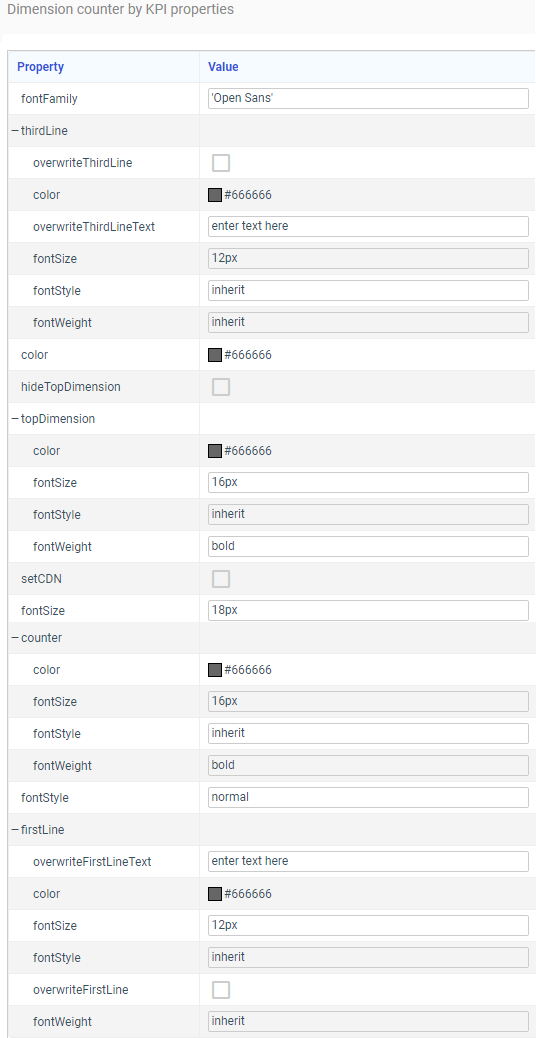 Dimension counter by KPI properties
Property Value
fontFamily 'Open Sans'
−thirdLine
overwriteThirdLine
color #666666
overwriteThirdLineText enter text here
fontSize 12px
fontStyle inherit
fontWeight inherit
color #666666
hideTopDimension
−topDimension
color #666666
fontSize 16px
fontStyle inherit
fontWeight bold
setCDN
fontSize 18px
−counter
color #666666
fontSize 16px
fontStyle inherit
fontWeight bold
fontStyle normal
−firstLine
overwriteFirstLineText enter text here
color #666666
fontSize 12px
fontStyle inherit
overwriteFirstLine
fontWeight inherit